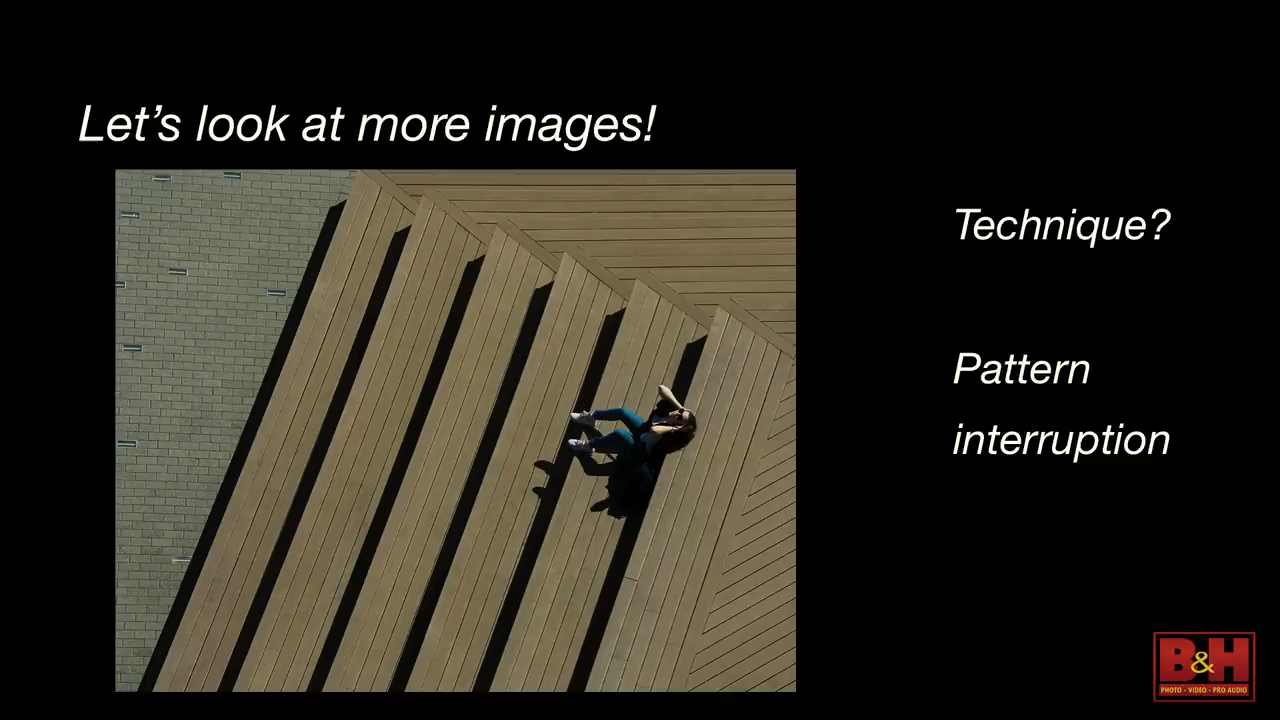 Let's look at more images!
Technique?
Pattern
interruption
B&H
PHOTO - VIDEO - PRO AUDIO